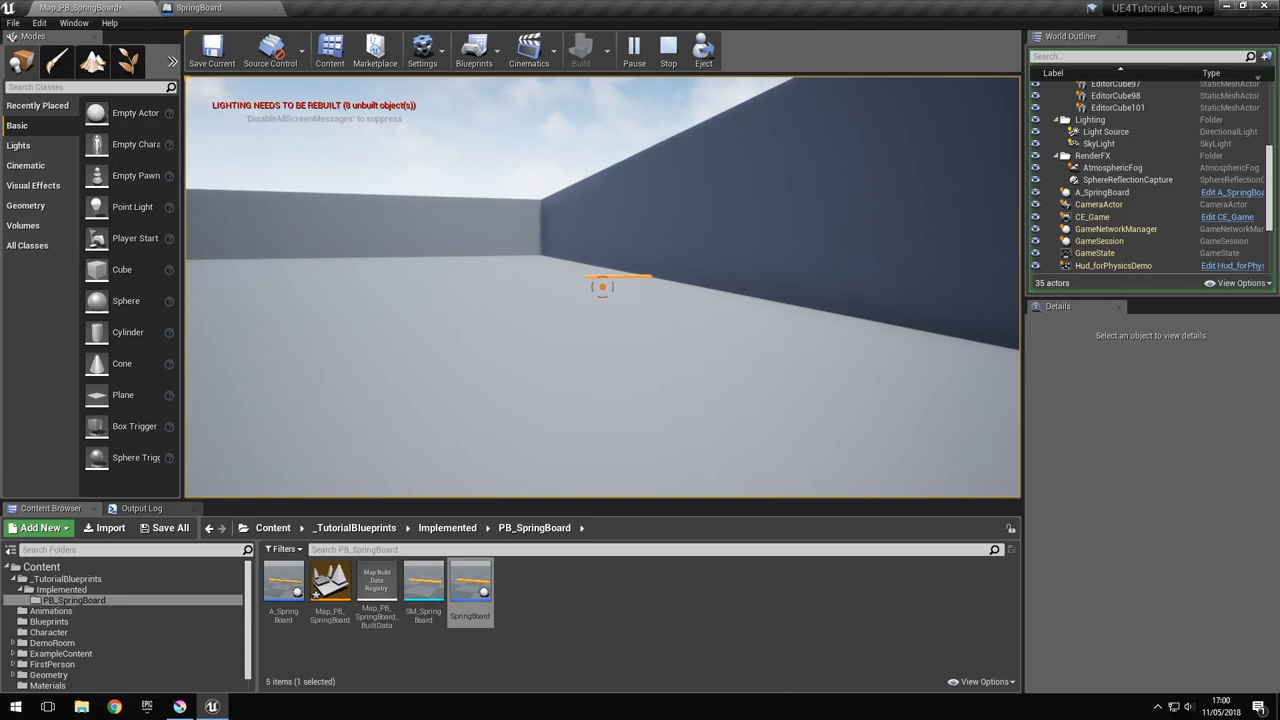 Map_PB_SpringBoard*
SpringBoard
UE4Tutorials_temp
File Edit Window Help
Modes
Search Classes
Recently Placed
Basic
Lights
Cinematic
Visual Effects
Geometry
Volumes
All Classes
Empty Actor
Empty Chara
Empty Pawn
Point Light
Player Start
Cube
Sphere
Cylinder
Cone
Plane
Box Trigger
Sphere Trigg
Save Current
Source Control
Content
Marketplace
Settings
Blueprints
Cinematics
Build
Pause
Stop
Eject
LIGHTING NEEDS TO BE REBUILT (8 unbuilt object(s))
'DisableAllScreenMessages' to suppress
World Outliner
Search...
Label Type
EditorCube97 StaticMeshActor
EditorCube98 StaticMeshActor
EditorCube101 StaticMeshActor
Lighting Folder
Light Source DirectionalLight
SkyLight SkyLight
RenderFX Folder
AtmosphericFog AtmosphericFog
SphereReflectionCapture SphereReflectionC
A_SpringBoard Edit A_SpringBoa
CameraActor CameraActor
CE_Game Edit CE_Game
GameNetworkManager GameNetworkMar
GameSession GameSession
GameState GameState
Hud_forPhysicsDemo Edit Hud_forPhys
35 actors
View Options
Details
Select an object to view details.
Content Browser
Output Log
Add New
Import
Save All
Content
_TutorialBlueprints
Implemented
PB_SpringBoard
Search Folders
Filters
Search PB_SpringBoard
Content
_TutorialBlueprints
Implemented
PB_SpringBoard
Animations
Blueprints
Character
DemoRoom
ExampleContent
FirstPerson
Geometry
Materials
A_Spring
Board
Map_PB_
SpringBoard
Map Build
Data
Registry
Map_PB_
SpringBoard_
BuiltData
SM_Spring
Board
SpringBoard
5 items (1 selected)
View Options
EPIC
17:00
11/05/2018